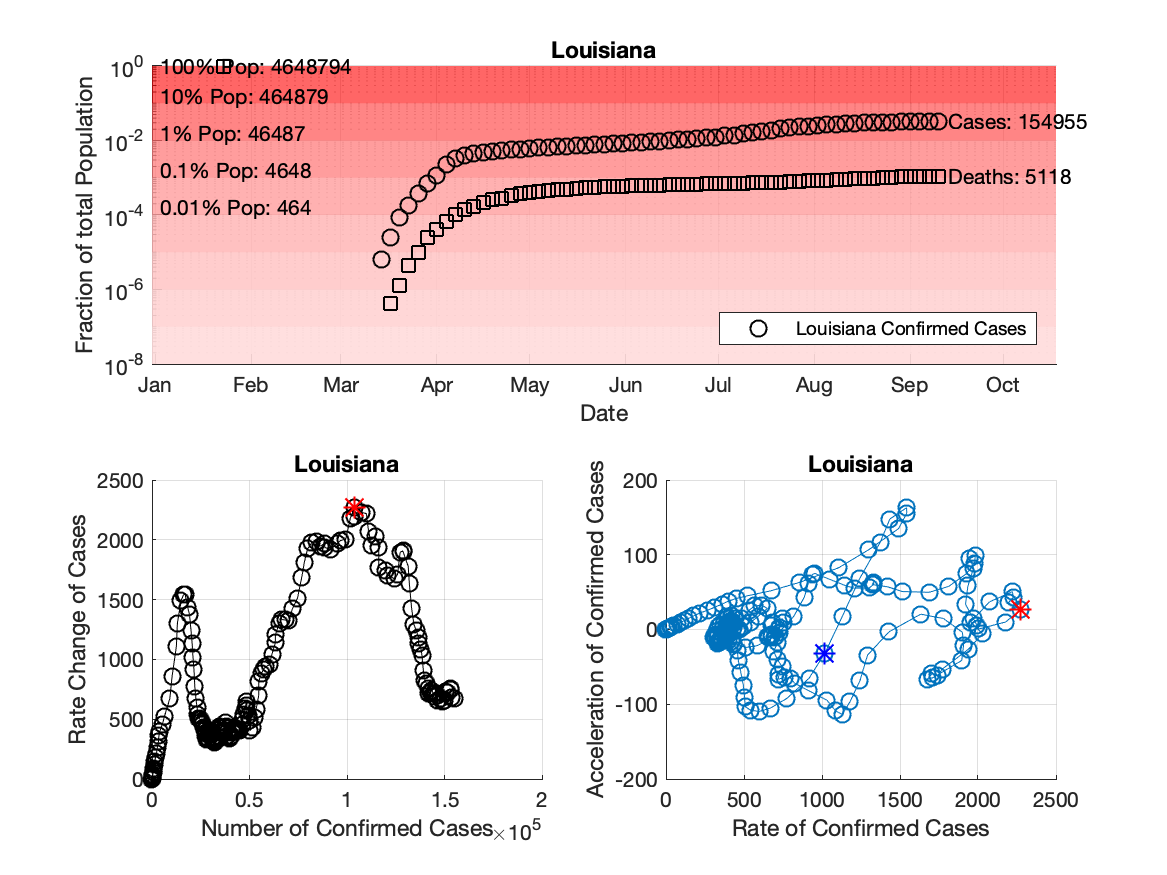 Louisiana
Fraction of total Population
10^0
10^-2
10^-4
10^-6
10^-8
100% Pop: 4648794
10% Pop: 464879
1% Pop: 46487
0.1% Pop: 4648
0.01% Pop: 464
Cases: 154955
Deaths: 5118
Louisiana Confirmed Cases
Jan Feb Mar Apr May Jun Jul Aug Sep Oct
Date
Louisiana
Rate Change of Cases
2500
2000
1500
1000
500
0
0 0.5 1 1.5 2
Number of Confirmed Cases
×10^5
Louisiana
Acceleration of Confirmed Cases
200
100
0
-100
-200
0 500 1000 1500 2000 2500
Rate of Confirmed Cases